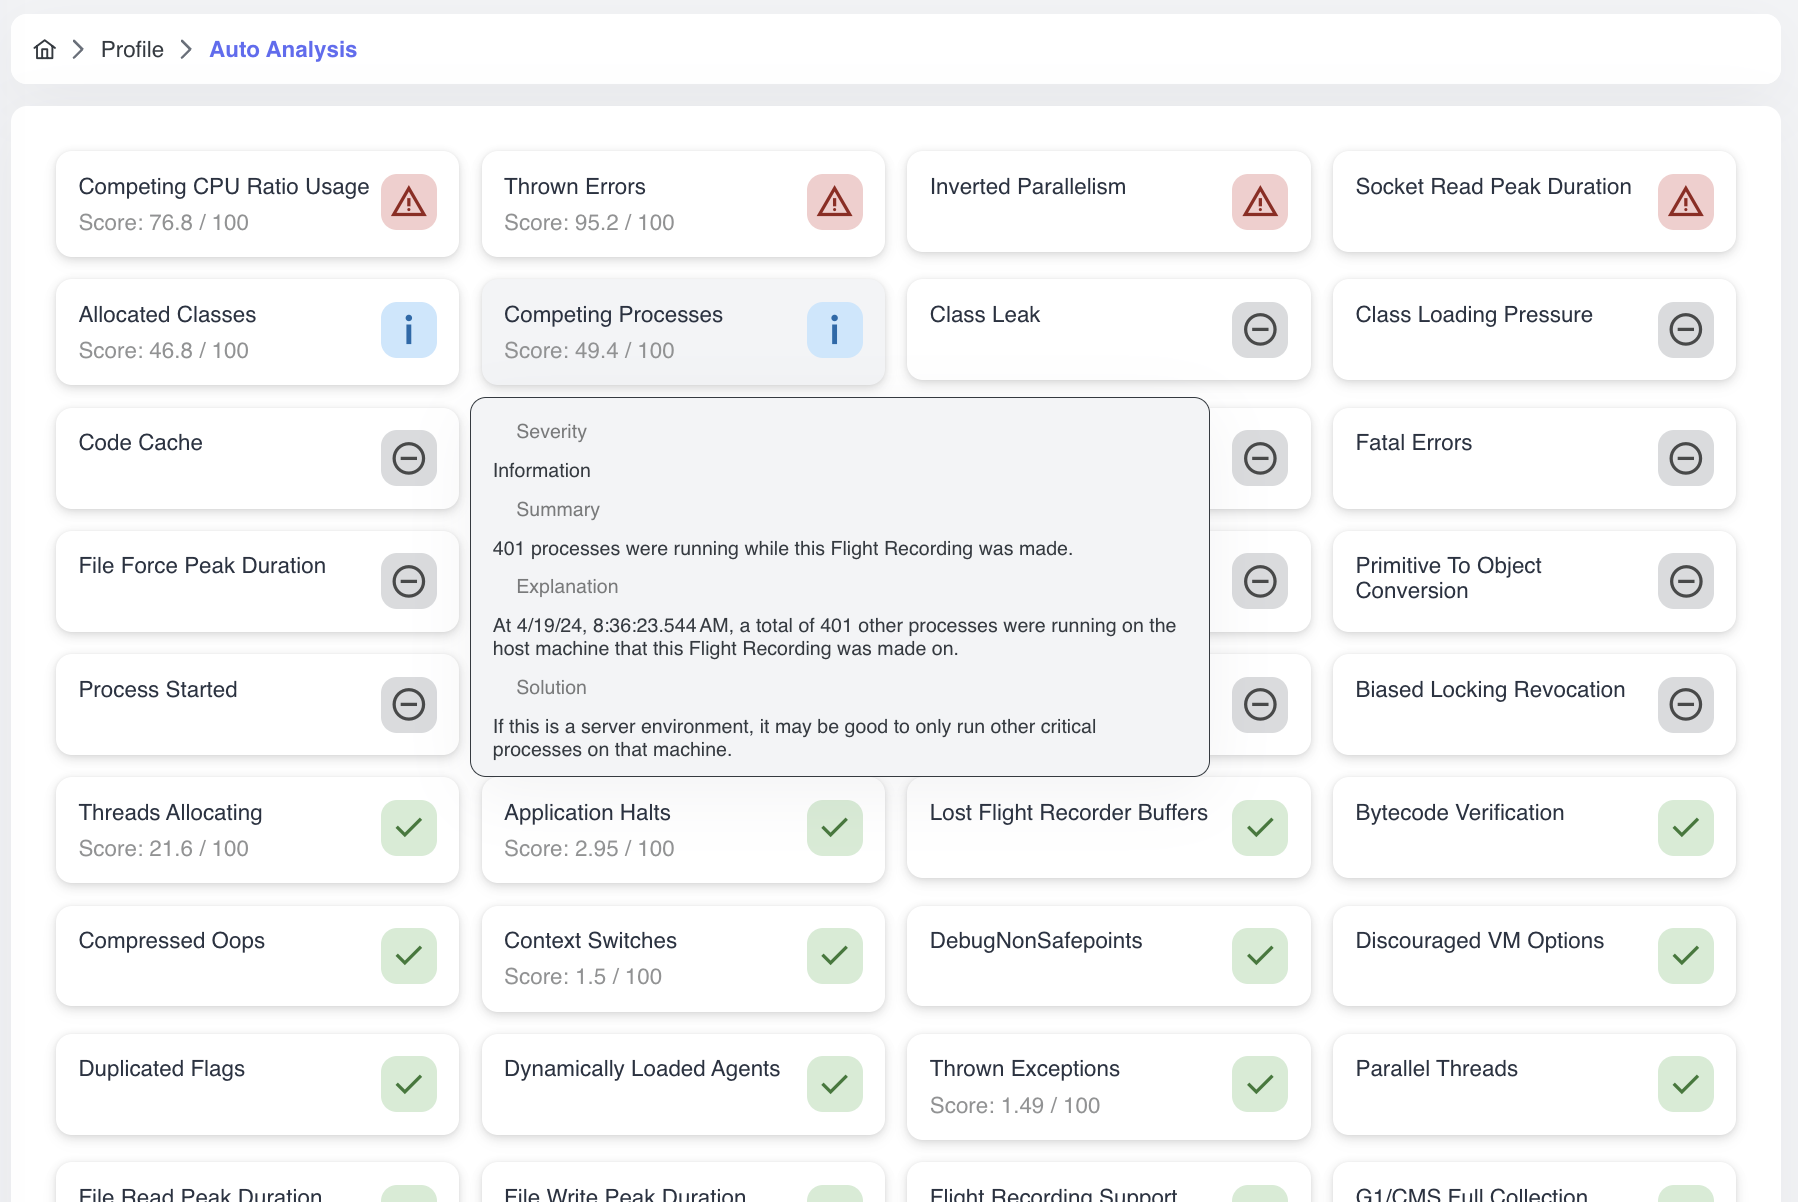 Profile
Auto Analysis
Competing CPU Ratio Usage
Score: 76.8 / 100
Thrown Errors
Score: 95.2 / 100
Inverted Parallelism
Socket Read Peak Duration
Allocated Classes
Score: 46.8 / 100
Competing Processes
Score: 49.4 / 100
Class Leak
Class Loading Pressure
Code Cache
Fatal Errors
File Force Peak Duration
Primitive To Object
Conversion
Process Started
Biased Locking Revocation
Severity
Information
Summary
401 processes were running while this Flight Recording was made.
Explanation
At 4/19/24, 8:36:23.544 AM, a total of 401 other processes were running on the
host machine that this Flight Recording was made on.
Solution
If this is a server environment, it may be good to only run other critical
processes on that machine.
Threads Allocating
Score: 21.6 / 100
Application Halts
Score: 2.95 / 100
Lost Flight Recorder Buffers
Bytecode Verification
Compressed Oops
Context Switches
Score: 1.5 / 100
DebugNonSafepoints
Discouraged VM Options
Duplicated Flags
Dynamically Loaded Agents
Thrown Exceptions
Score: 1.49 / 100
Parallel Threads
File Read Peak Duration
File Write Peak Duration
Flight Recording Support
G1/CMS Full Collection